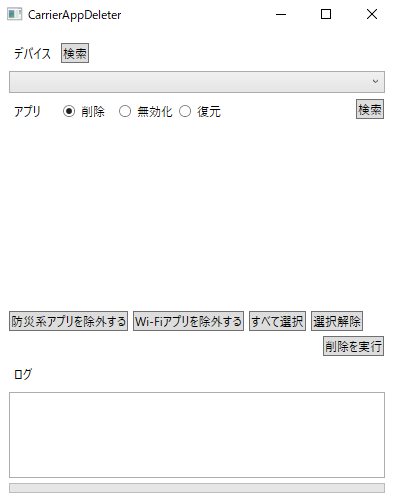 CarrierAppDeleter
デバイス 検索
アプリ 削除 無効化 復元 検索
防災系アプリを除外する Wi-Fiアプリを除外する すべて選択 選択解除
削除を実行
ログ